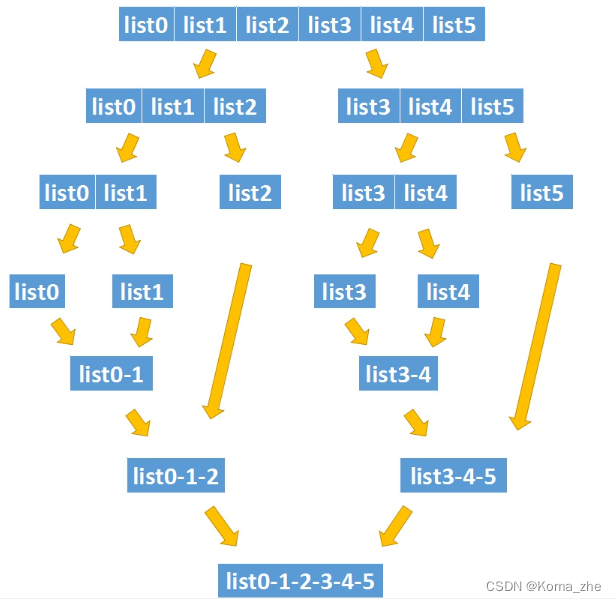 list0 list1 list2 list3 list4 list5
list0 list1 list2 list3 list4 list5
list0 list1 list2 list3 list4 list5
list0 list1 list3 list4
list0-1 list3-4
list0-1-2 list3-4-5
list0-1-2-3-4-5
CSDN @Koma_zhe